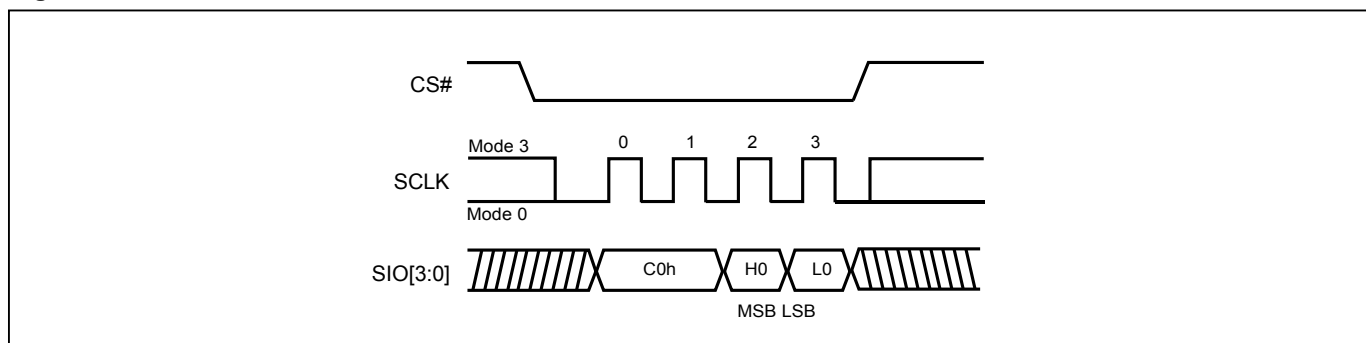 CS#
Mode 3
0 1 2 3
SCLK
Mode 0
SIO[3:0]
C0h H0 L0
MSB LSB